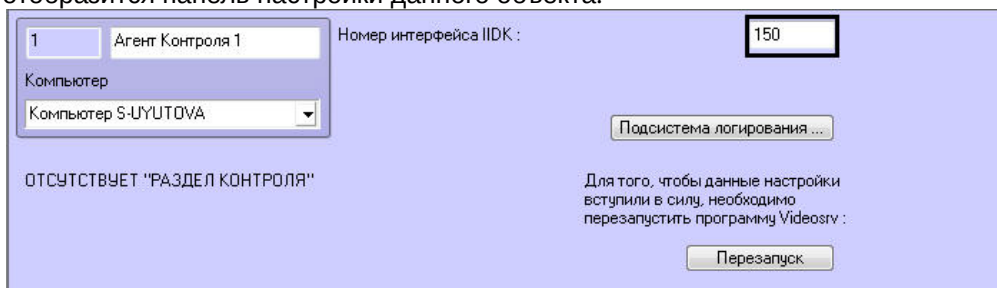 отобразится панель настройки данного объекта.
1
Агент Контроля 1
Номер интерфейса IIDK :
150
Компьютер
Компьютер S-UYUTOVA
Подсистема логирования ...
ОТСУТСТВУЕТ "РАЗДЕЛ КОНТРОЛЯ"
Для того, чтобы данные настройки
вступили в силу, необходимо
перезапустить программу Videosrv :
Перезапуск